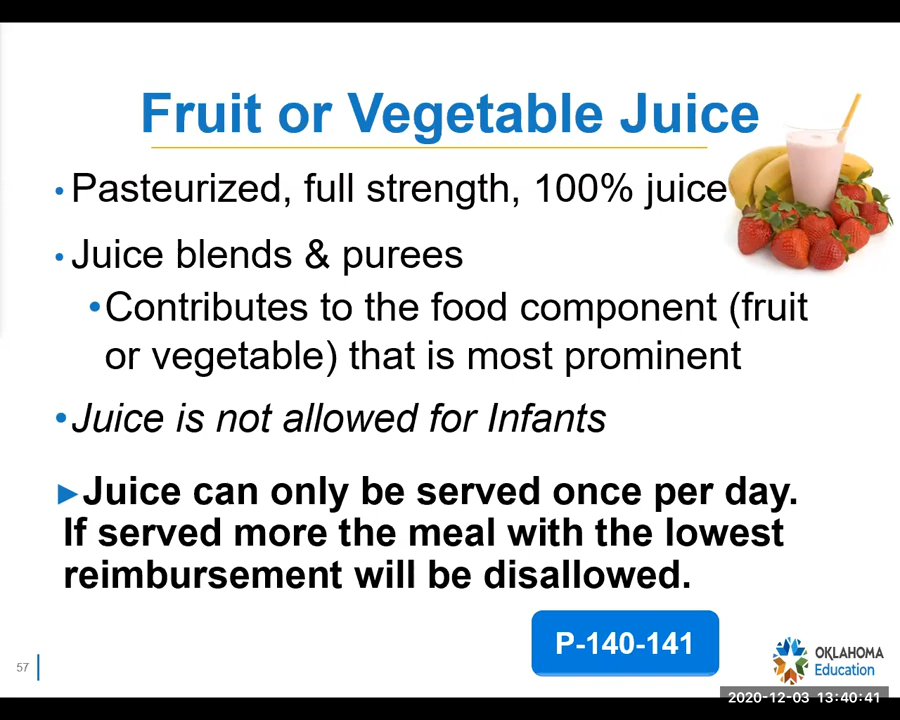 Fruit or Vegetable Juice
• Pasteurized, full strength, 100% juice
• Juice blends & purees
• Contributes to the food component (fruit
or vegetable) that is most prominent
• Juice is not allowed for Infants
►Juice can only be served once per day.
If served more the meal with the lowest
reimbursement will be disallowed.
P-140-141
57
OKLAHOMA
Education
2020-12-03 13:40:41